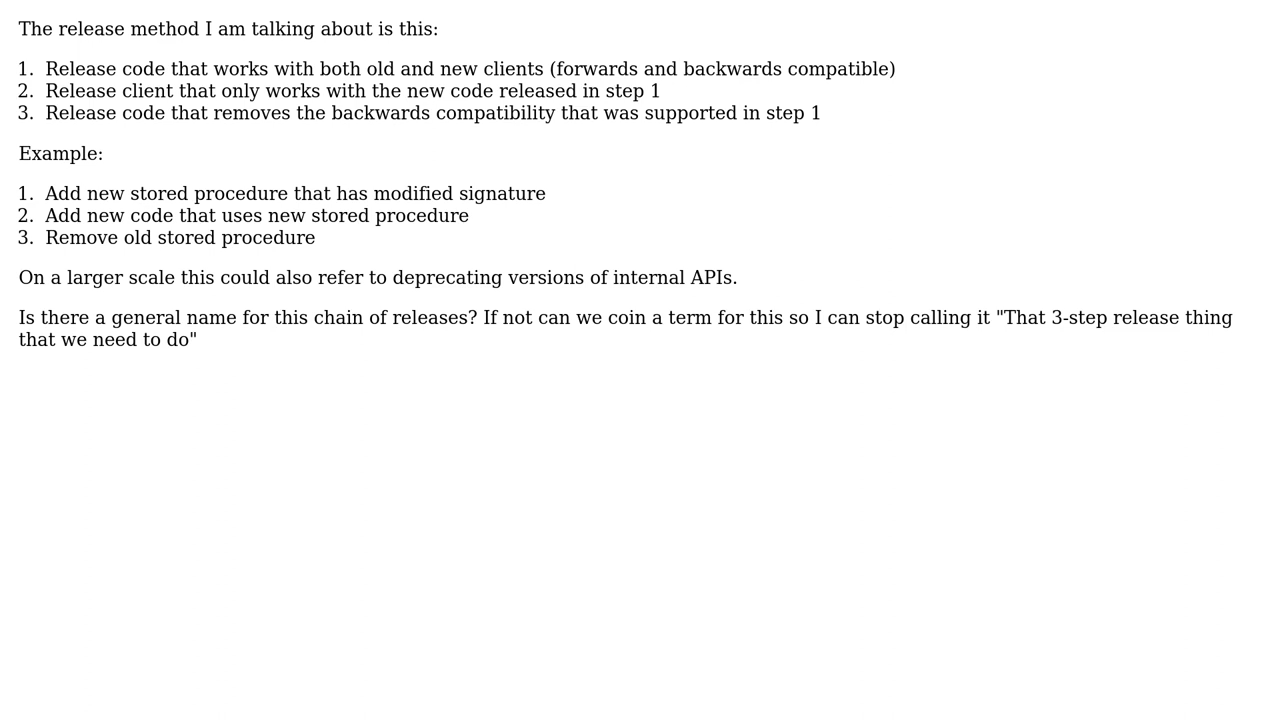 The release method I am talking about is this:
1. Release code that works with both old and new clients (forwards and backwards compatible)
2. Release client that only works with the new code released in step 1
3. Release code that removes the backwards compatibility that was supported in step 1
Example:
1. Add new stored procedure that has modified signature
2. Add new code that uses new stored procedure
3. Remove old stored procedure
On a larger scale this could also refer to deprecating versions of internal APIs.
Is there a general name for this chain of releases? If not can we coin a term for this so I can stop calling it "That 3-step release thing
that we need to do"